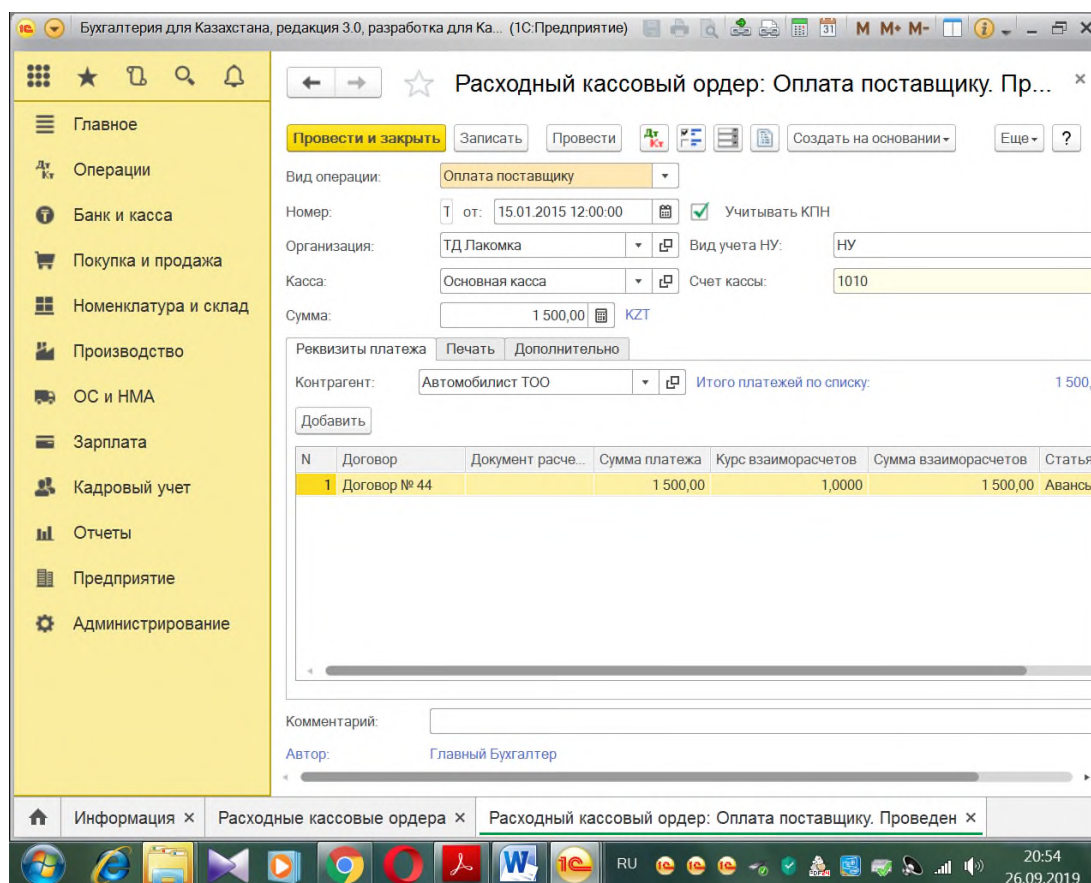 Бухгалтерия для Казахстана, редакция 3.0, разработка для Ка... (1С:Предприятие) M M+ M-
Главное
Операции
Банк и касса
Покупка и продажа
Номенклатура и склад
Производство
ОС и НМА
Зарплата
Кадровый учет
Отчеты
Предприятие
Администрирование
Расходный кассовый ордер: Оплата поставщику. Пр...
Провести и закрыть Записать Провести Дт Кт Создать на основании Еще ?
Вид операции: Оплата поставщику
Номер: Т от: 15.01.2015 12:00:00 Учитывать КПН
Организация: ТД Лакомка Вид учета НУ: НУ
Касса: Основная касса Счет кассы: 1010
Сумма: 1 500,00 KZT
Реквизиты платежа Печать Дополнительно
Контрагент: Автомобилист ТОО Итого платежей по списку: 1 500,
Добавить
N Договор Документ расче... Сумма платежа Курс взаиморасчетов Сумма взаиморасчетов Статья
1 Договор № 44 1 500,00 1,0000 1 500,00 Авансы
Комментарий:
Автор: Главный Бухгалтер
Информация × Расходные кассовые ордера × Расходный кассовый ордер: Оплата поставщику. Проведен ×
RU 20:54
26.09.2019